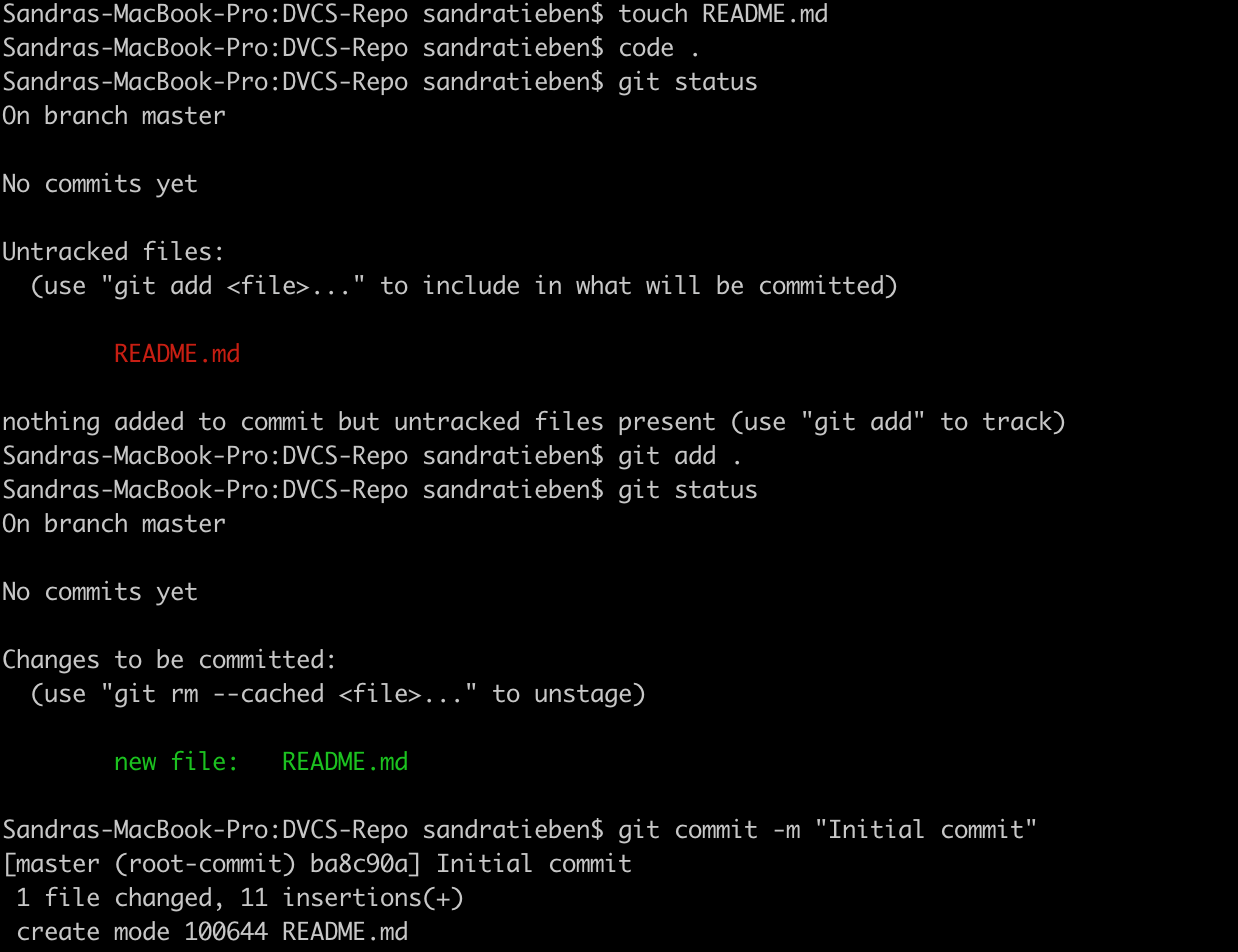 Sandras-MacBook-Pro:DVCS-Repo sandratieben$ touch README.md
Sandras-MacBook-Pro:DVCS-Repo sandratieben$ code .
Sandras-MacBook-Pro:DVCS-Repo sandratieben$ git status
On branch master
No commits yet
Untracked files:
(use "git add <file>..." to include in what will be committed)
README.md
nothing added to commit but untracked files present (use "git add" to track)
Sandras-MacBook-Pro:DVCS-Repo sandratieben$ git add .
Sandras-MacBook-Pro:DVCS-Repo sandratieben$ git status
On branch master
No commits yet
Changes to be committed:
(use "git rm --cached <file>..." to unstage)
new file:   README.md
Sandras-MacBook-Pro:DVCS-Repo sandratieben$ git commit -m "Initial commit"
[master (root-commit) ba8c90a] Initial commit
1 file changed, 11 insertions(+)
create mode 100644 README.md